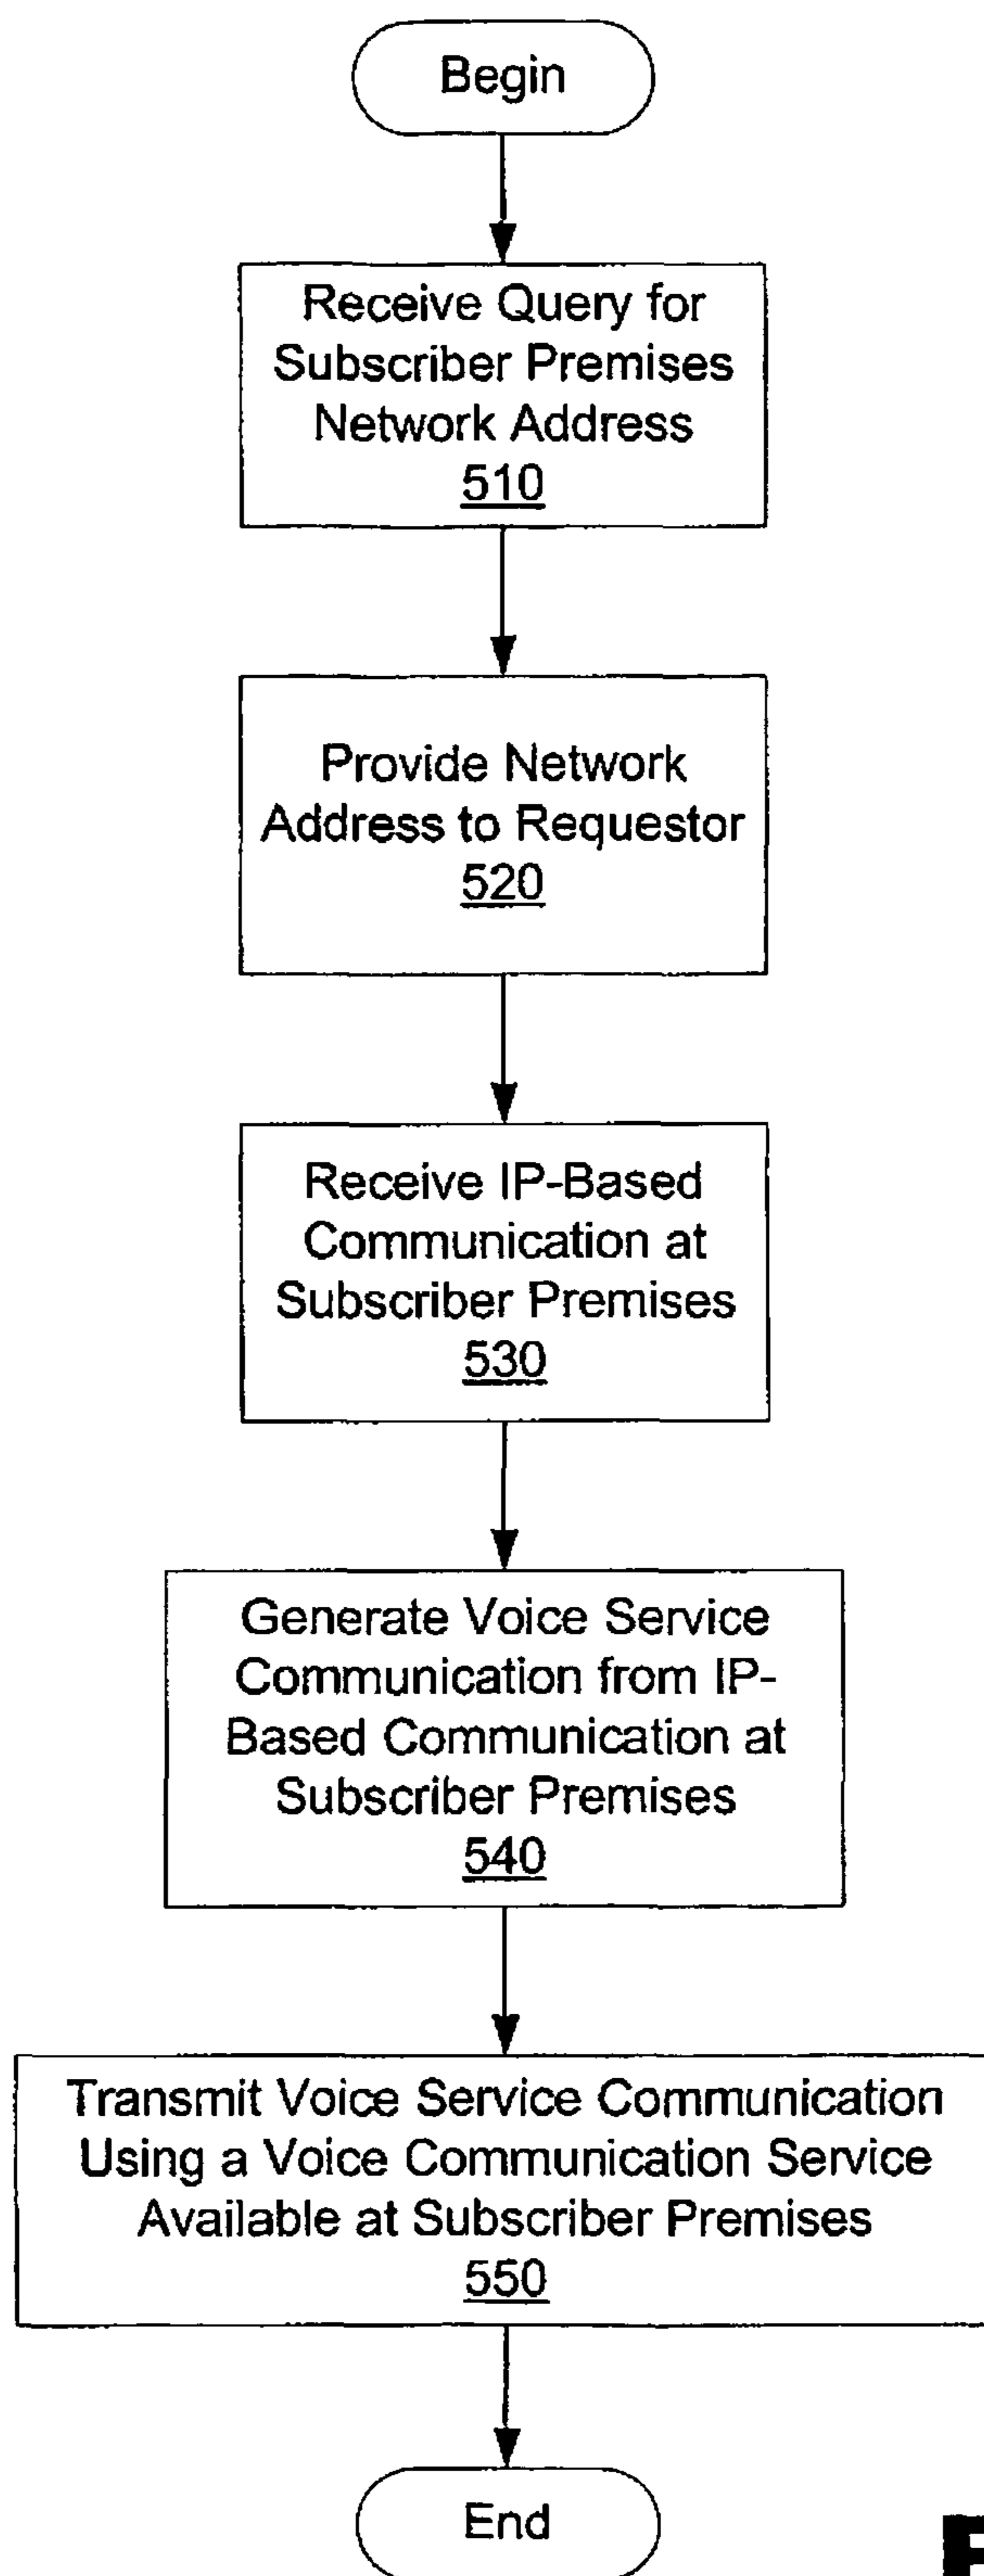 Begin
Receive Query for
Subscriber Premises
Network Address
510
Provide Network
Address to Requestor
520
Receive IP-Based
Communication at
Subscriber Premises
530
Generate Voice Service
Communication from IP-
Based Communication at
Subscriber Premises
540
Transmit Voice Service Communication
Using a Voice Communication Service
Available at Subscriber Premises
550
End